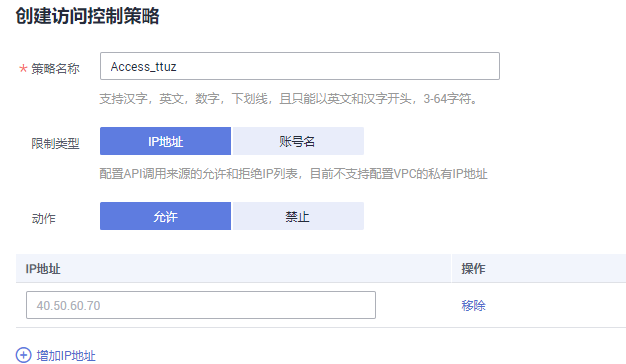 创建访问控制策略
* 策略名称 Access_ttuz
支持汉字，英文，数字，下划线，且只能以英文和汉字开头，3-64字符。
限制类型 IP地址 账号名
配置API调用来源的允许和拒绝IP列表，目前不支持配置VPC的私有IP地址
动作 允许 禁止
IP地址 操作
40.50.60.70 移除
增加IP地址